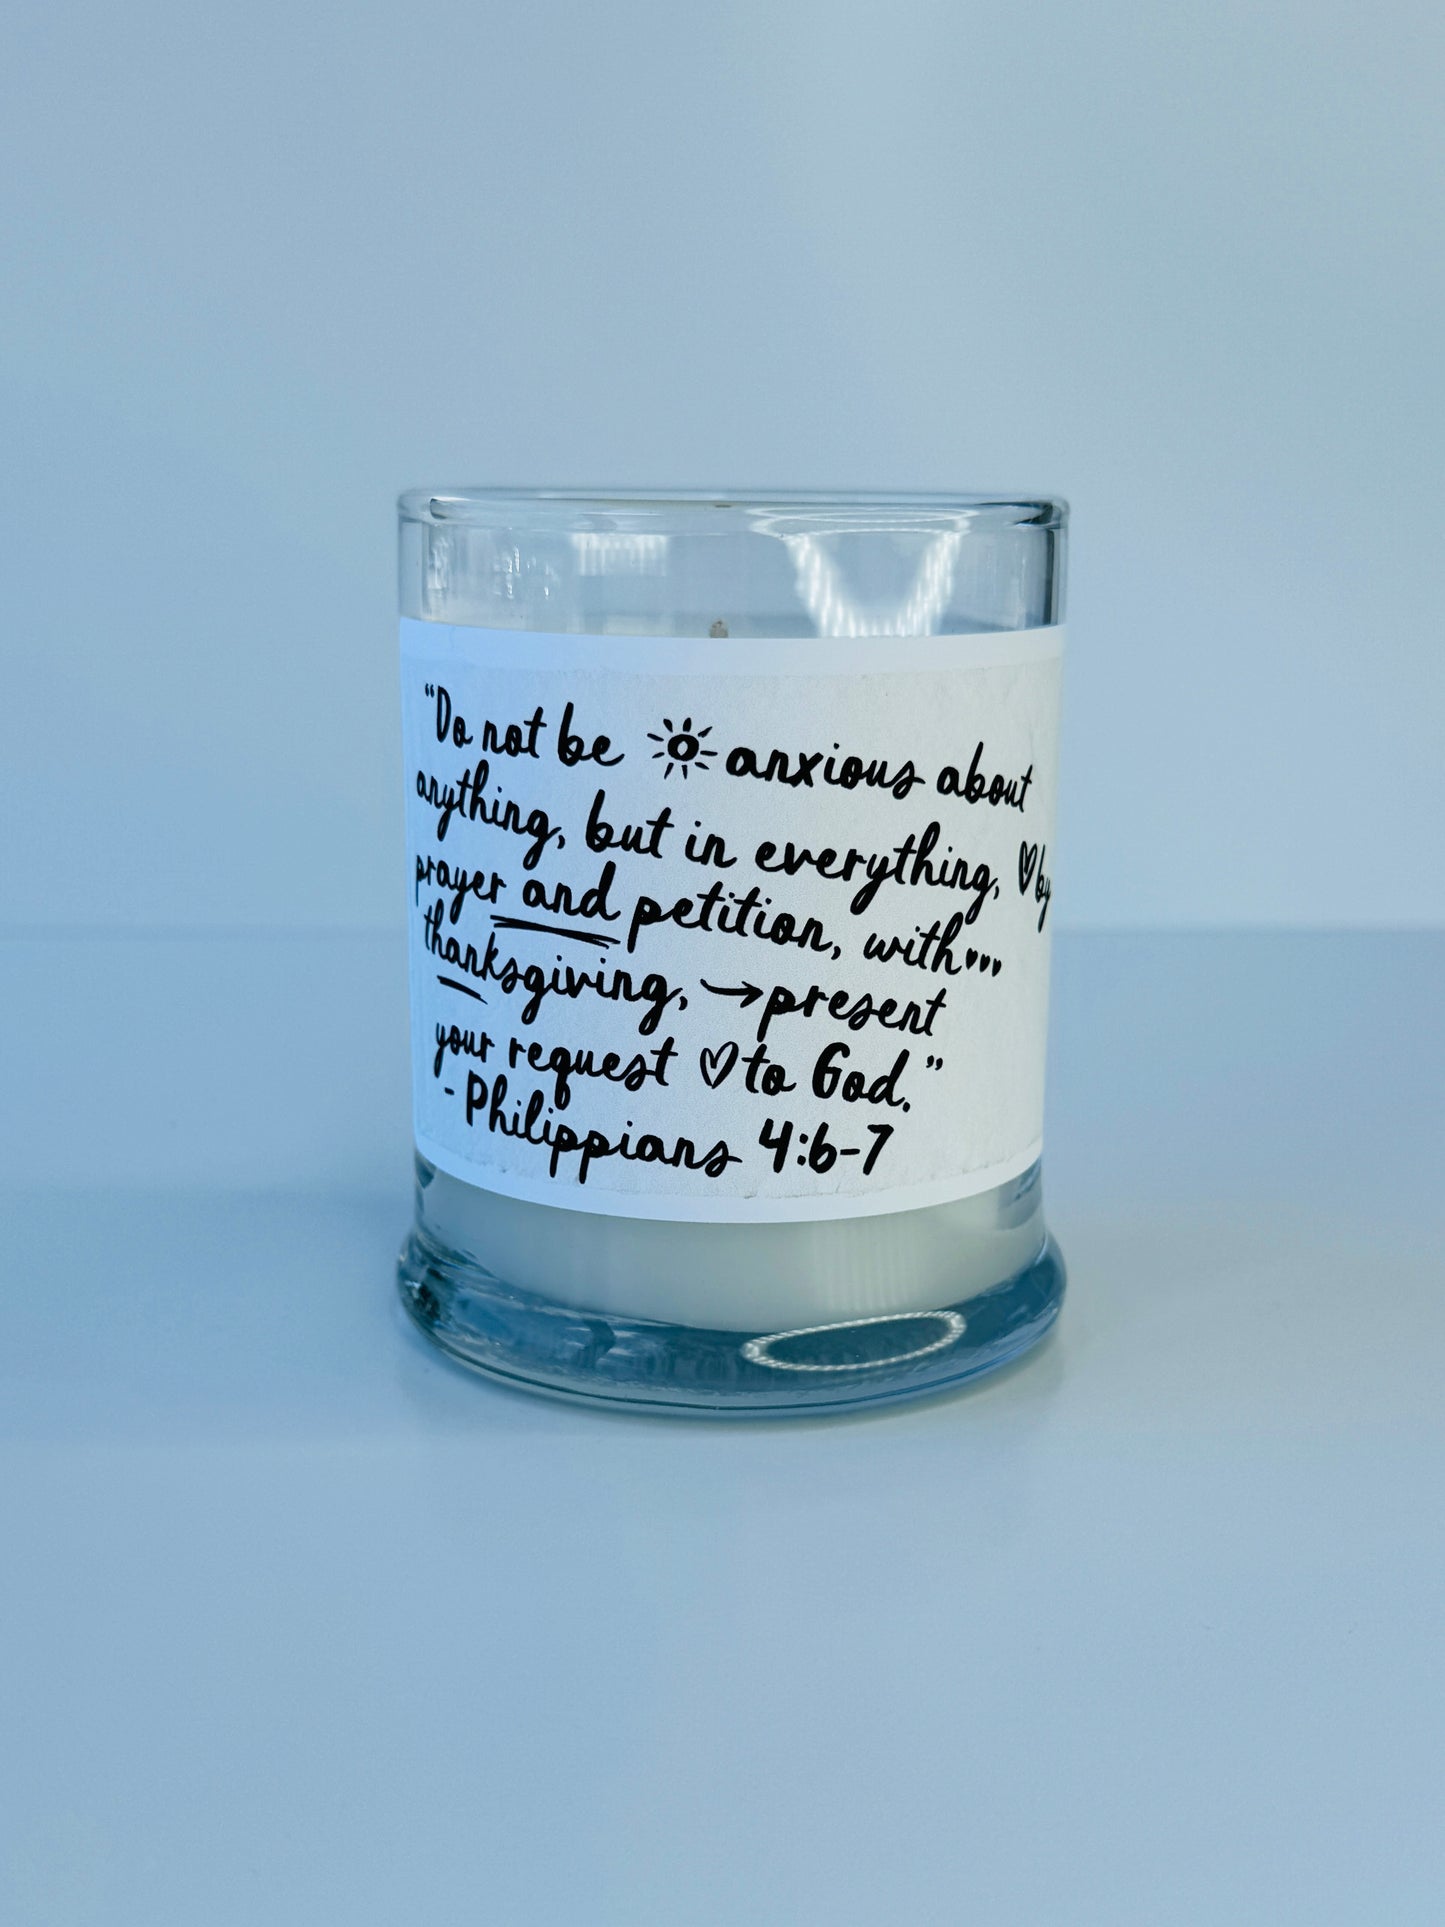 “Do not be anxious about
anything, but in everything, ♡by
prayer and petition, with♥♥♥
thanksgiving, →present
your request ♡to God.”
- Philippians 4:6-7